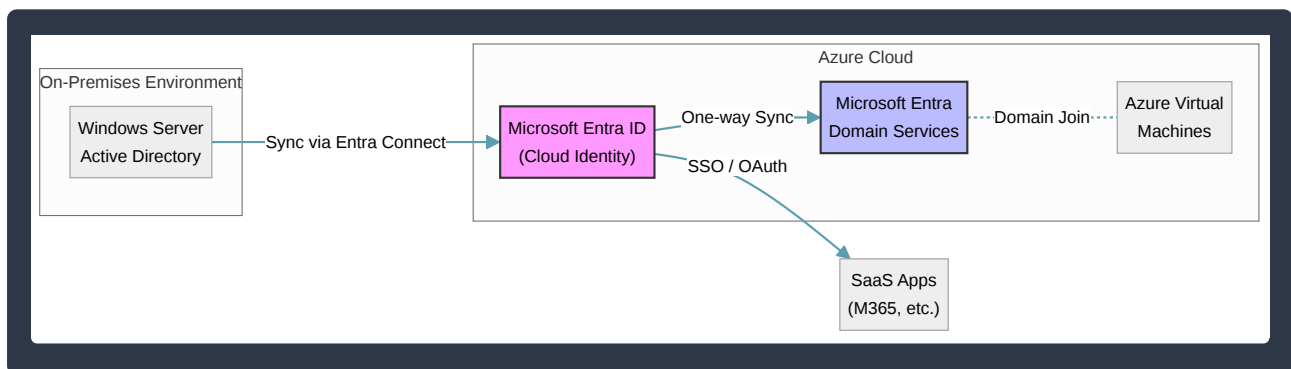 On-Premises Environment
Windows Server
Active Directory
Sync via Entra Connect
Azure Cloud
Microsoft Entra ID
(Cloud Identity)
One-way Sync
SSO / OAuth
Microsoft Entra
Domain Services
Domain Join
Azure Virtual
Machines
SaaS Apps
(M365, etc.)